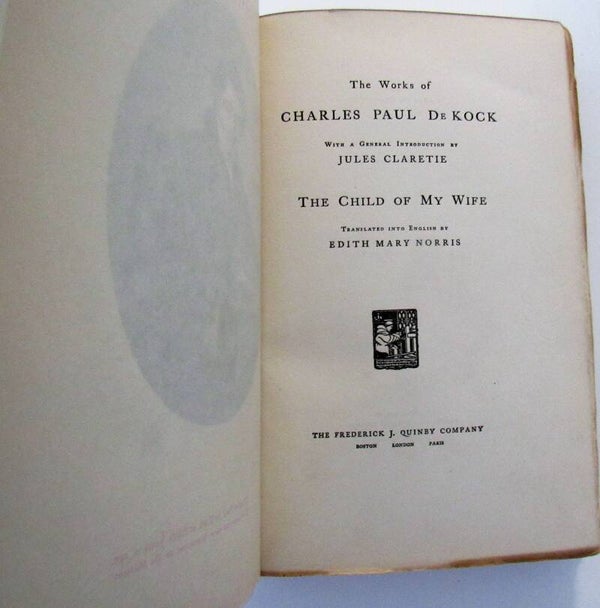 The Works of
CHARLES PAUL DE KOCK
WITH A GENERAL INTRODUCTION BY
JULES CLARETIE
THE CHILD OF MY WIFE
TRANSLATED INTO ENGLISH BY
EDITH MARY NORRIS
THE FREDERICK J. QUINBY COMPANY
BOSTON LONDON PARIS